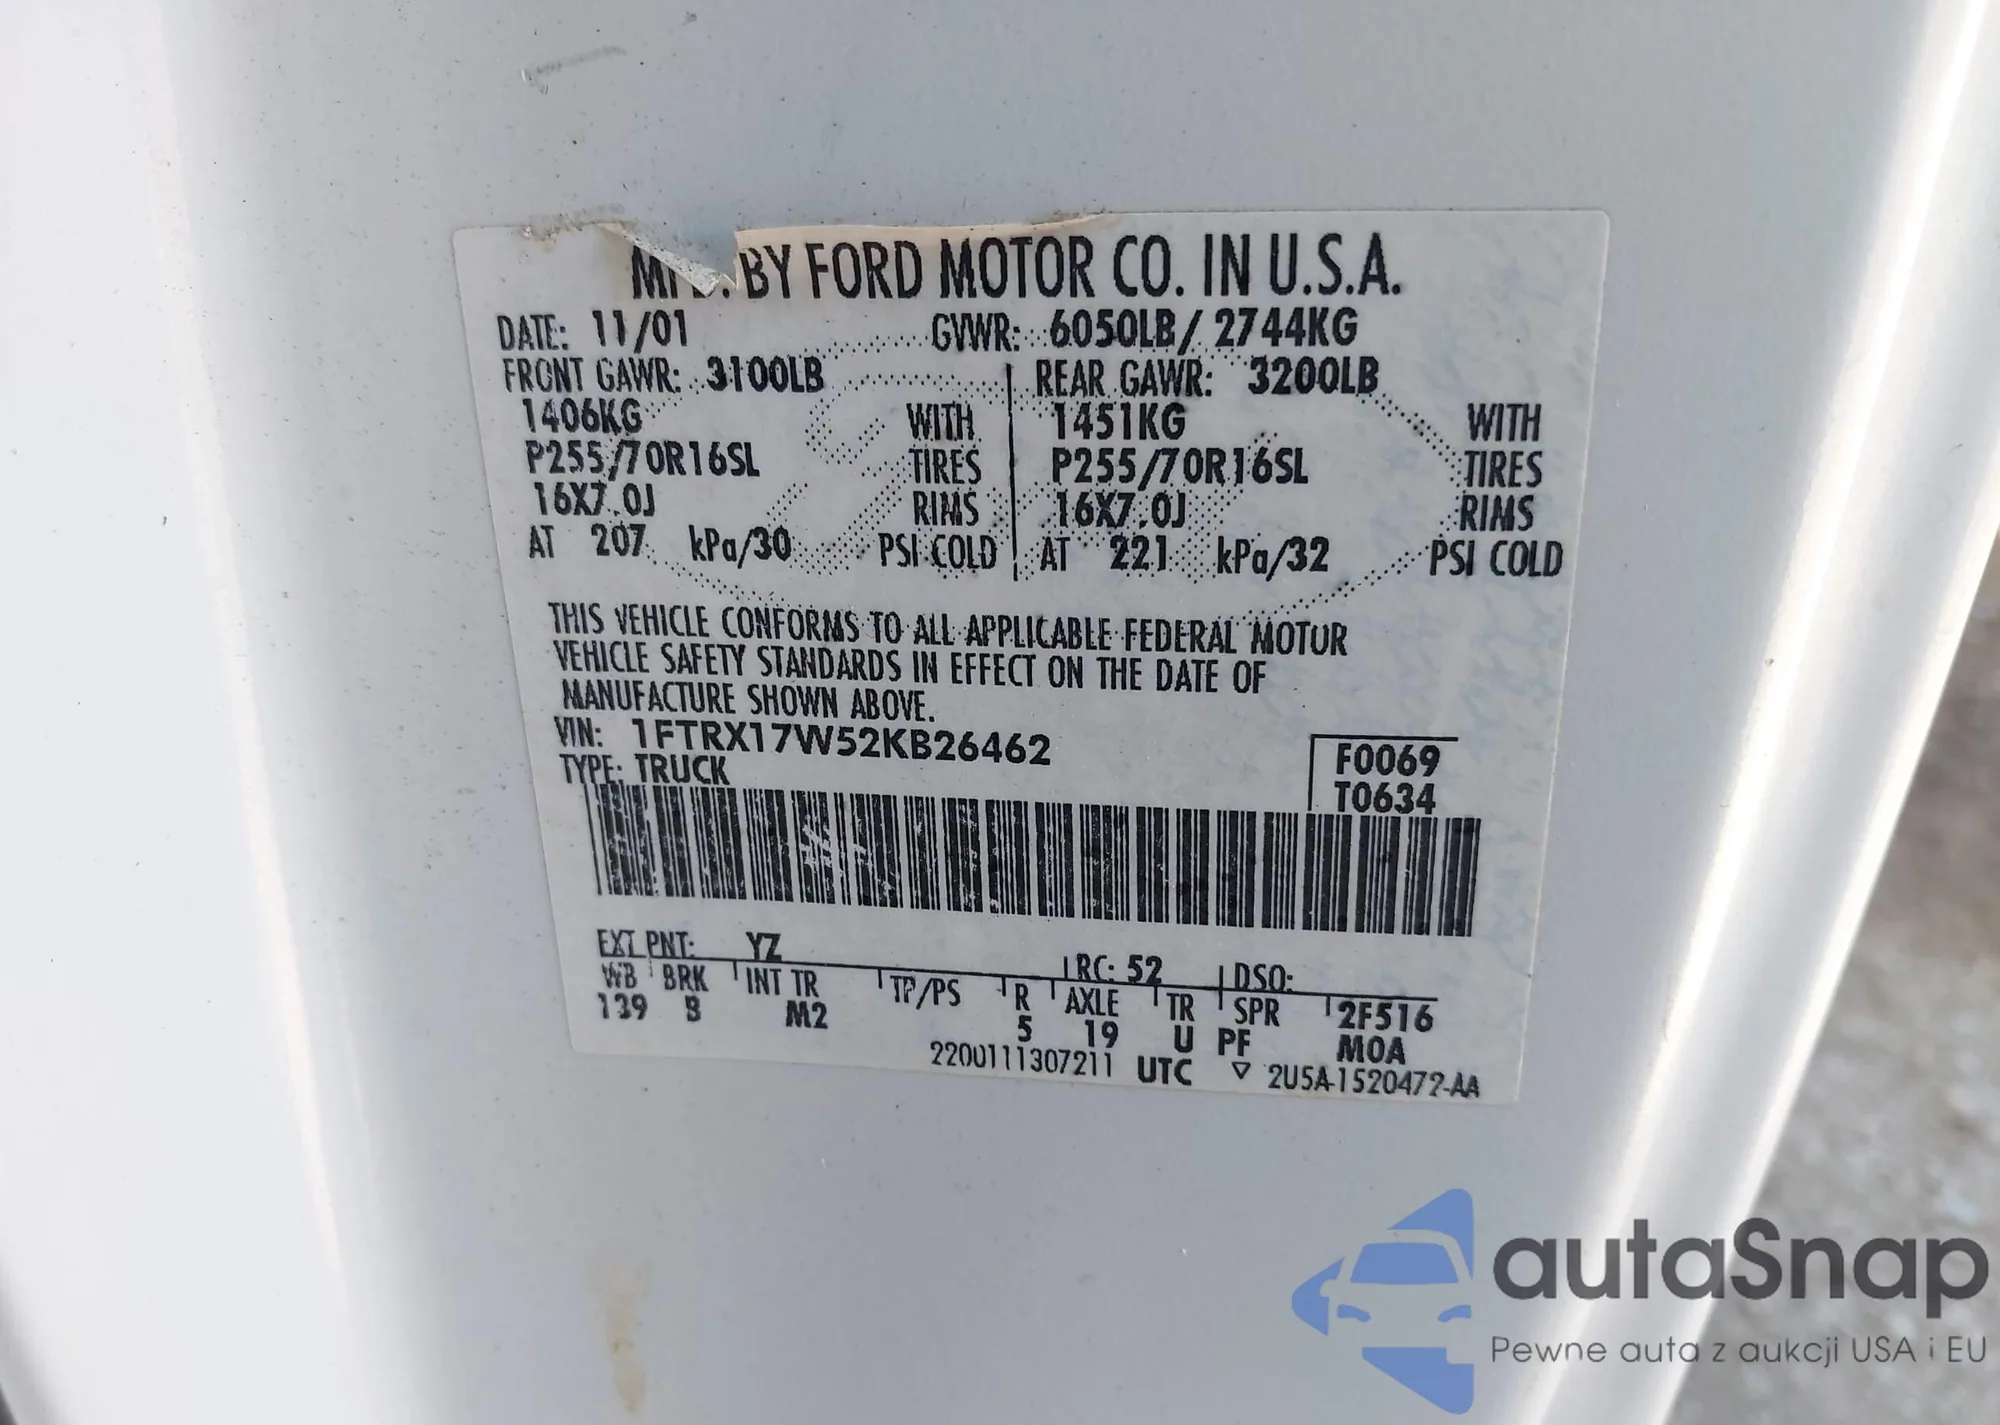 MFD. BY FORD MOTOR CO. IN U.S.A.
DATE: 11/01 GVWR: 6050LB/ 2744KG
FRONT GAWR: 3100LB REAR GAWR: 3200LB
1406KG WITH 1451KG WITH
P255/70R16SL TIRES P255/70R16SL TIRES
16X7.0J RIMS 16X7.0J RIMS
AT 207 kPa/30 PSI COLD AT 221 kPa/32 PSI COLD
THIS VEHICLE CONFORMS TO ALL APPLICABLE FEDERAL MOTOR
VEHICLE SAFETY STANDARDS IN EFFECT ON THE DATE OF
MANUFACTURE SHOWN ABOVE.
VIN: 1FTRX17W52KB26462 F0069
TYPE: TRUCK T0634
EXT PNT: YZ RC: 52 DSO:
WB BRK INT TR TP/PS R AXLE TR SPR 2F516
139 B M2 5 19 U PF M0A
2200111307211 UTC ▽ 2U5A-1520472-AA
autaSnap
Pewne auta z aukcji USA i EU